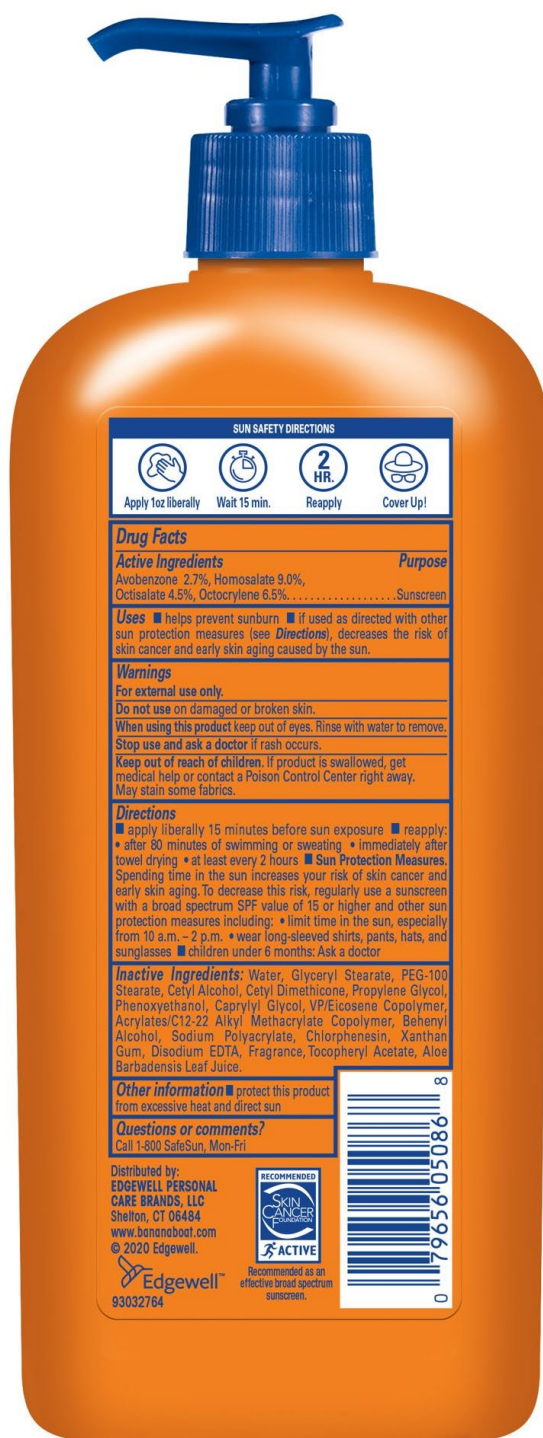 SUN SAFETY DIRECTIONS
Apply 1oz liberally
Wait 15 min.
2
HR.
Reapply
Cover Up!
Drug Facts
Active Ingredients Purpose
Avobenzone 2.7%, Homosalate 9.0%,
Octisalate 4.5%, Octocrylene 6.5%. . . . . . . . . . . . . . . . . . .Sunscreen
Uses ■ helps prevent sunburn ■ if used as directed with other
sun protection measures (see Directions), decreases the risk of
skin cancer and early skin aging caused by the sun.
Warnings
For external use only.
Do not use on damaged or broken skin.
When using this product keep out of eyes. Rinse with water to remove.
Stop use and ask a doctor if rash occurs.
Keep out of reach of children. If product is swallowed, get
medical help or contact a Poison Control Center right away.
May stain some fabrics.
Directions
■ apply liberally 15 minutes before sun exposure ■ reapply:
• after 80 minutes of swimming or sweating • immediately after
towel drying • at least every 2 hours ■ Sun Protection Measures.
Spending time in the sun increases your risk of skin cancer and
early skin aging. To decrease this risk, regularly use a sunscreen
with a broad spectrum SPF value of 15 or higher and other sun
protection measures including: • limit time in the sun, especially
from 10 a.m. – 2 p.m. • wear long-sleeved shirts, pants, hats, and
sunglasses ■ children under 6 months: Ask a doctor
Inactive Ingredients: Water, Glyceryl Stearate, PEG-100
Stearate, Cetyl Alcohol, Cetyl Dimethicone, Propylene Glycol,
Phenoxyethanol, Caprylyl Glycol, VP/Eicosene Copolymer,
Acrylates/C12-22 Alkyl Methacrylate Copolymer, Behenyl
Alcohol, Sodium Polyacrylate, Chlorphenesin, Xanthan
Gum, Disodium EDTA, Fragrance, Tocopheryl Acetate, Aloe
Barbadensis Leaf Juice.
Other information ■ protect this product
from excessive heat and direct sun
Questions or comments?
Call 1-800 SafeSun, Mon-Fri
Distributed by:
EDGEWELL PERSONAL
CARE BRANDS, LLC
Shelton, CT 06484
www.bananaboat.com
© 2020 Edgewell.
Edgewell™
93032764
RECOMMENDED
SKIN
CANCER
FOUNDATION
ACTIVE
Recommended as an
effective broad spectrum
sunscreen.
0 79656 05086 8